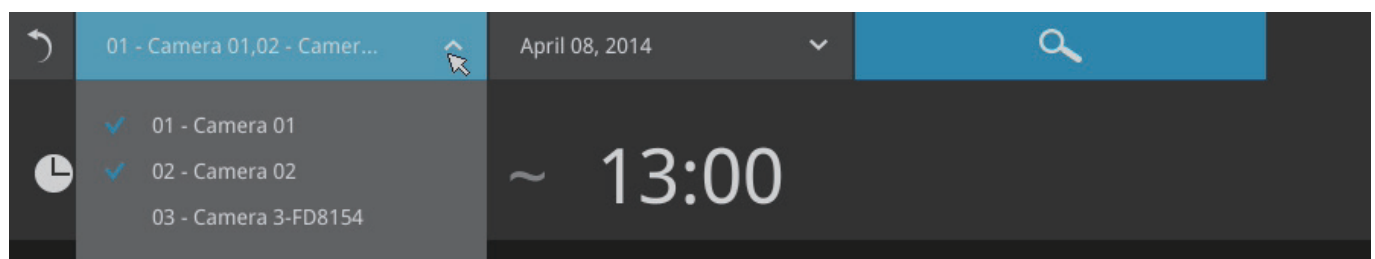 01 - Camera 01,02 - Camer...
April 08, 2014
01 - Camera 01
02 - Camera 02
03 - Camera 3-FD8154
~ 13:00